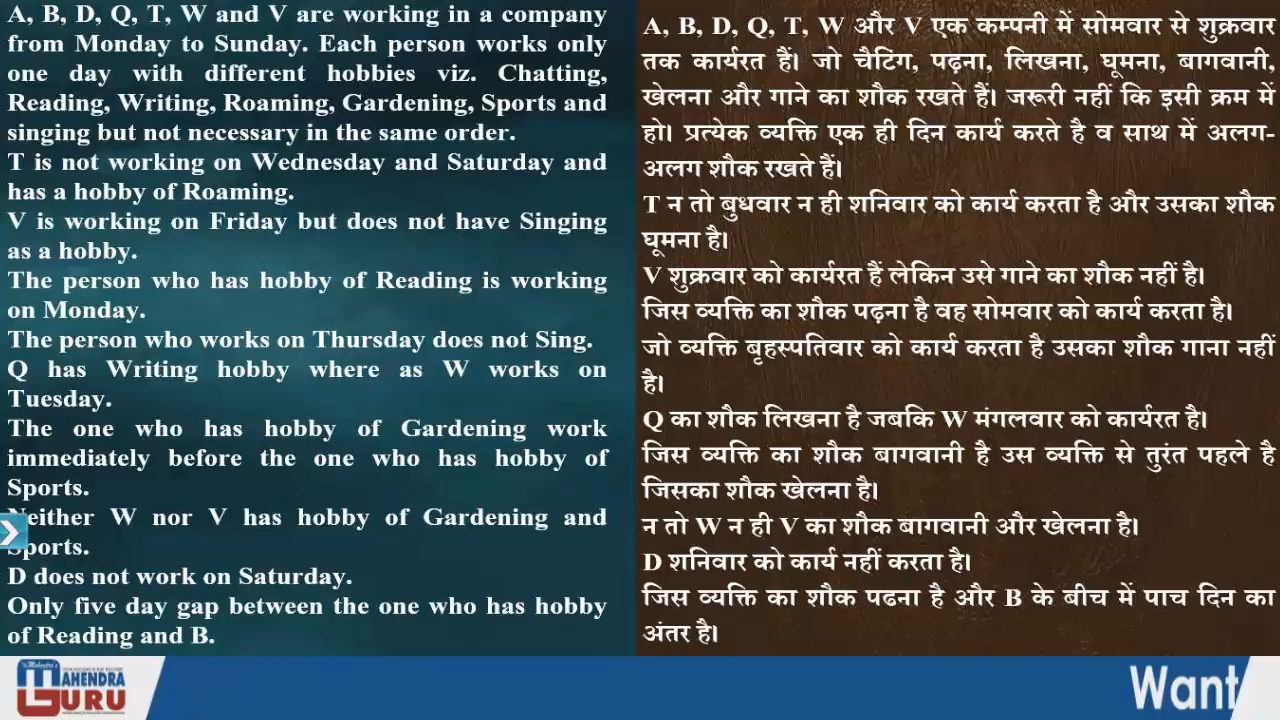 A, B, D, Q, T, W and V are working in a company
from Monday to Sunday. Each person works only
one day with different hobbies viz. Chatting,
Reading, Writing, Roaming, Gardening, Sports and
singing but not necessary in the same order.
T is not working on Wednesday and Saturday and
has a hobby of Roaming.
V is working on Friday but does not have Singing
as a hobby.
The person who has hobby of Reading is working
on Monday.
The person who works on Thursday does not Sing.
Q has Writing hobby where as W works on
Tuesday.
The one who has hobby of Gardening work
immediately before the one who has hobby of
Sports.
Neither W nor V has hobby of Gardening and
Sports.
D does not work on Saturday.
Only five day gap between the one who has hobby
of Reading and B.
A, B, D, Q, T, W और V एक कम्पनी में सोमवार से शुक्रवार
तक कार्यरत हैं। जो चैटिंग, पढ़ना, लिखना, घूमना, बागवानी,
खेलना और गाने का शौक रखते हैं। जरूरी नहीं कि इसी क्रम में
हो। प्रत्येक व्यक्ति एक ही दिन कार्य करते है व साथ में अलग-
अलग शौक रखते हैं।
T न तो बुधवार न ही शनिवार को कार्य करता है और उसका शौक
घूमना है।
V शुक्रवार को कार्यरत हैं लेकिन उसे गाने का शौक नहीं है।
जिस व्यक्ति का शौक पढ़ना है वह सोमवार को कार्य करता है।
जो व्यक्ति बृहस्पतिवार को कार्य करता है उसका शौक गाना नहीं
है।
Q का शौक लिखना है जबकि W मंगलवार को कार्यरत है।
जिस व्यक्ति का शौक बागवानी है उस व्यक्ति से तुरंत पहले है
जिसका शौक खेलना है।
न तो W न ही V का शौक बागवानी और खेलना है।
D शनिवार को कार्य नहीं करता है।
जिस व्यक्ति का शौक पढना है और B के बीच में पाच दिन का
अंतर है।
MAHENDRA
GURU
Want